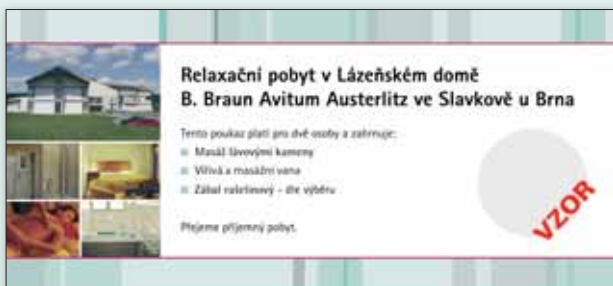 Relaxační pobyt v Lázeňském domě
B. Braun Avitum Austerlitz ve Slavkově u Brna
Tento poukaz platí pro dvě osoby a zahrnuje:
Masáž lávovými kameny
Vířivá a masážní vana
Zábal rašelinový – dle výběru
Přejeme příjemný pobyt.
VZOR